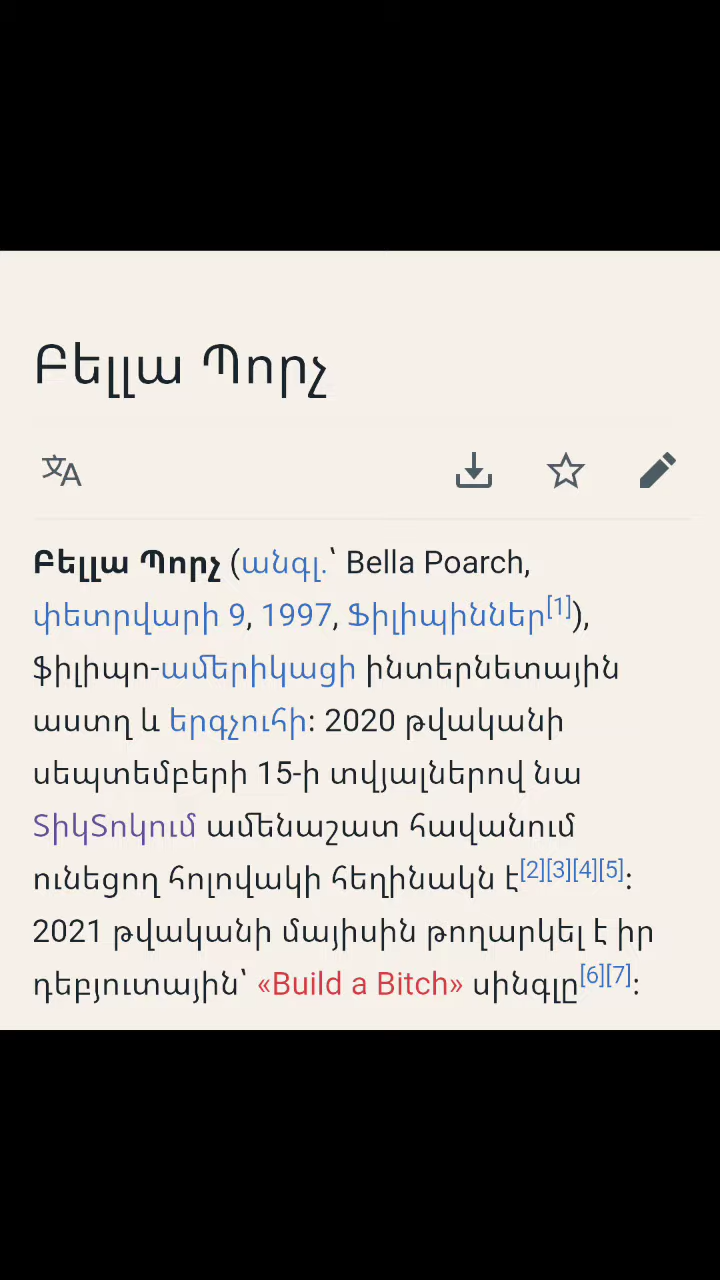 Բելլա Պորչ
Բելլա Պորչ (անգլ.՝ Bella Poarch,
փետրվարի 9, 1997, Ֆիլիպիններ[1]),
ֆիլիպո-ամերիկացի ինտերնետային
աստղ և երգչուհի: 2020 թվականի
սեպտեմբերի 15-ի տվյալներով նա
ՏիկՏոկում ամենաշատ հավանում
ունեցող հոլովակի հեղինակն է[2][3][4][5]:
2021 թվականի մայիսին թողարկել է իր
դեբյուտային՝ «Build a Bitch» սինգլը[6][7]: